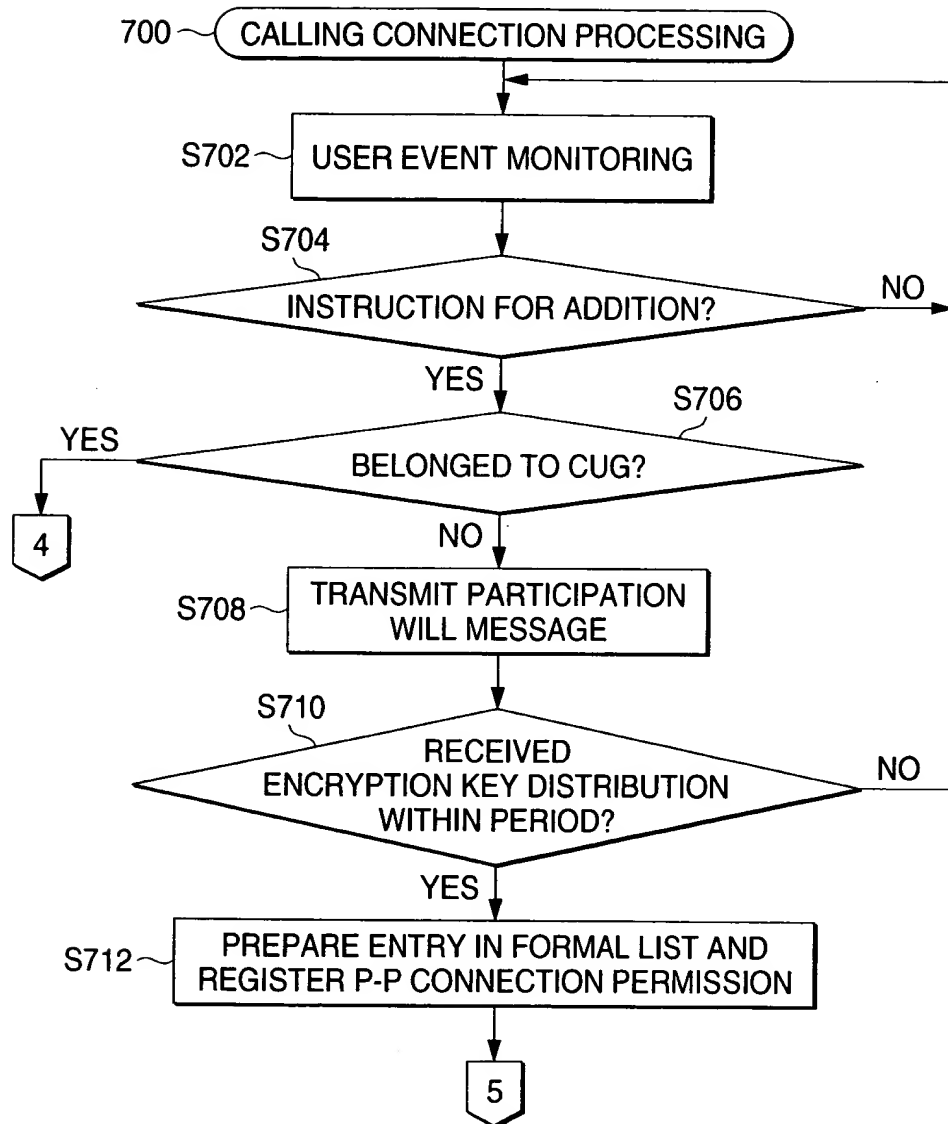 700
CALLING CONNECTION PROCESSING
S702
USER EVENT MONITORING
S704
INSTRUCTION FOR ADDITION?
NO
YES
S706
YES
BELONGED TO CUG?
4
NO
S708
TRANSMIT PARTICIPATION
WILL MESSAGE
S710
RECEIVED
ENCRYPTION KEY DISTRIBUTION
WITHIN PERIOD?
NO
YES
S712
PREPARE ENTRY IN FORMAL LIST AND
REGISTER P-P CONNECTION PERMISSION
5